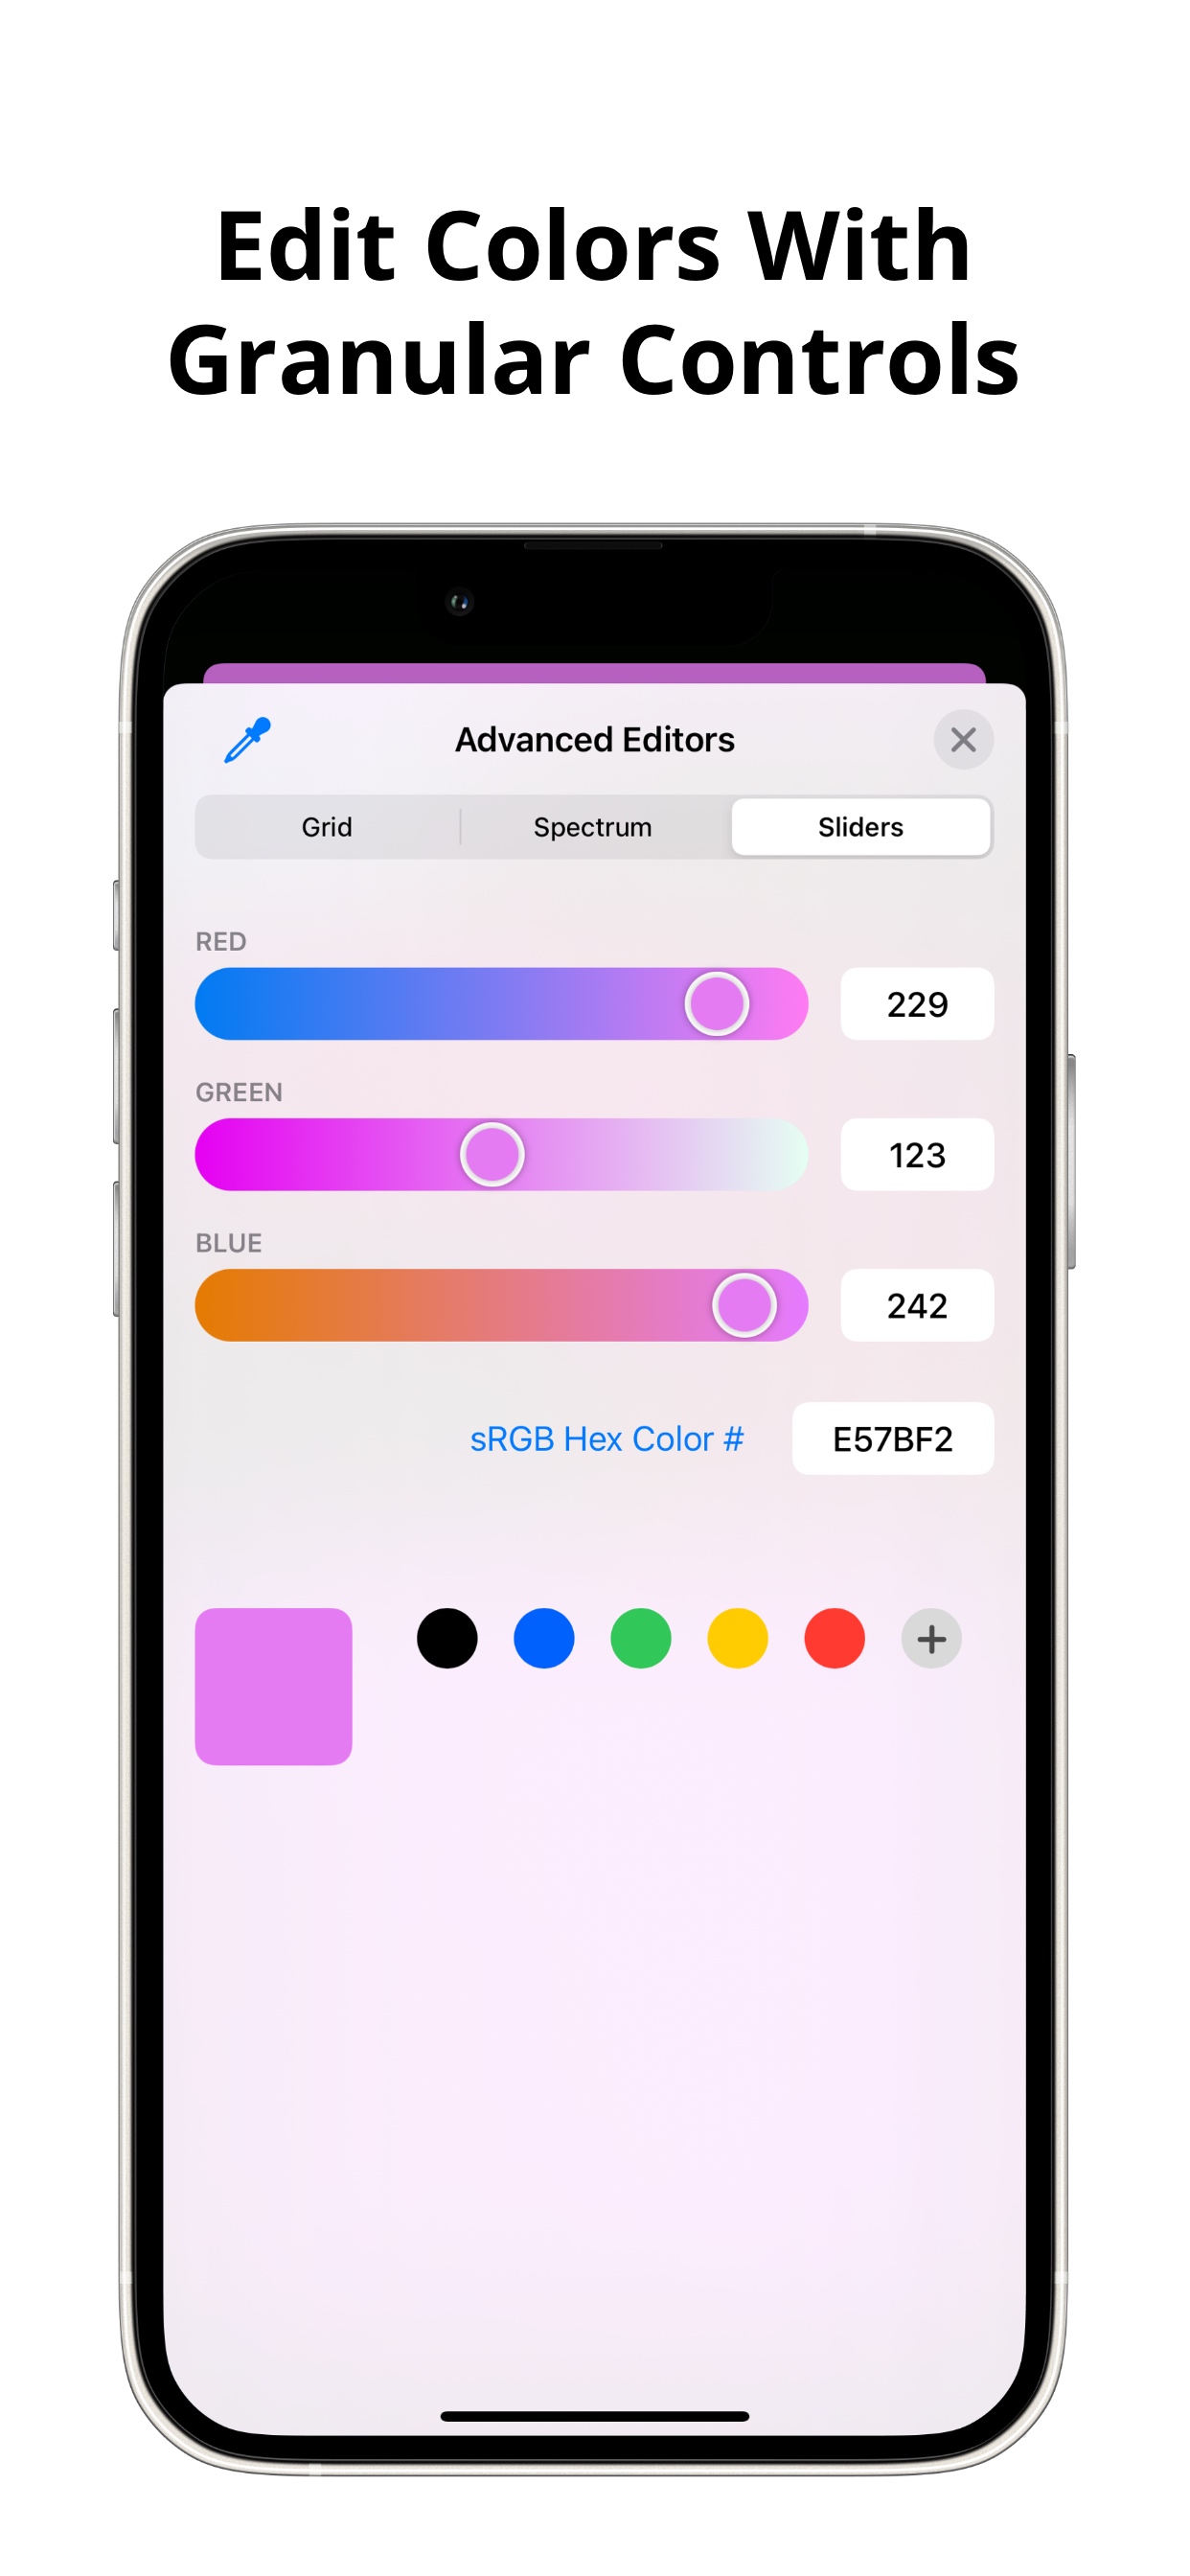 Edit Colors With
Granular Controls
Advanced Editors
Grid Spectrum Sliders
RED
229
GREEN
123
BLUE
242
sRGB Hex Color # E57BF2